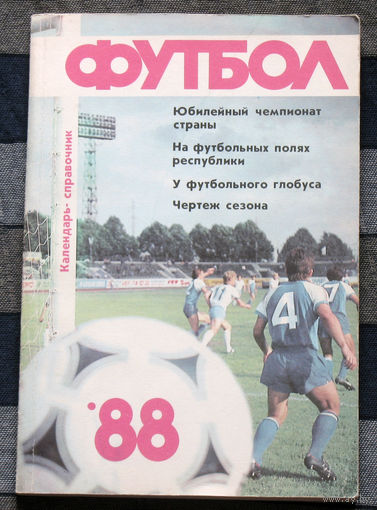 ФУТБОЛ
Юбилейный чемпионат
страны
На футбольных полях
республики
У футбольного глобуса
Чертеж сезона
Календарь-справочник
4
'88